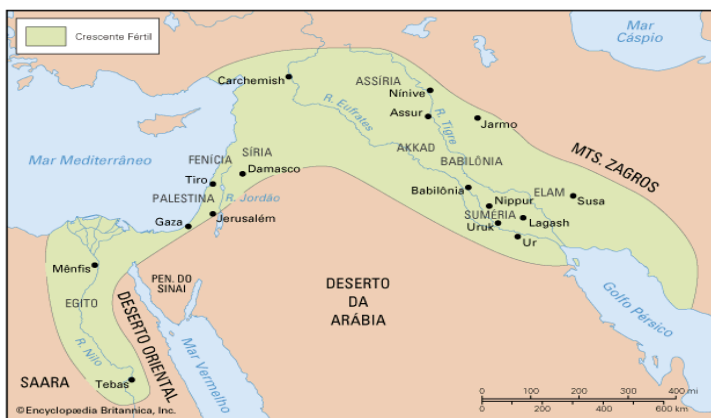 Crescente Fértil
Mar
Cáspio
Carchemish
ASSÍRIA
Nínive
Assur
R. Tigre
Jarmo
R. Eufrates
AKKAD
BABILÔNIA
MTS. ZAGROS
Mar Mediterrâneo
FENÍCIA
SÍRIA
Damasco
Tiro
PALESTINA
R. Jordão
Jerusalém
Gaza
Babilônia
Nippur
ELAM
Susa
SUMÉRIA
Lagash
Uruk
Ur
Mênfis
PEN. DO
SINAI
EGITO
DESERTO ORIENTAL
DESERTO
DA
ARÁBIA
Golfo Pérsico
R. Nilo
Mar Vermelho
SAARA
Tebas
0 100 200 300 400 mi
0 200 400 600 km
©Encyclopædia Britannica, Inc.